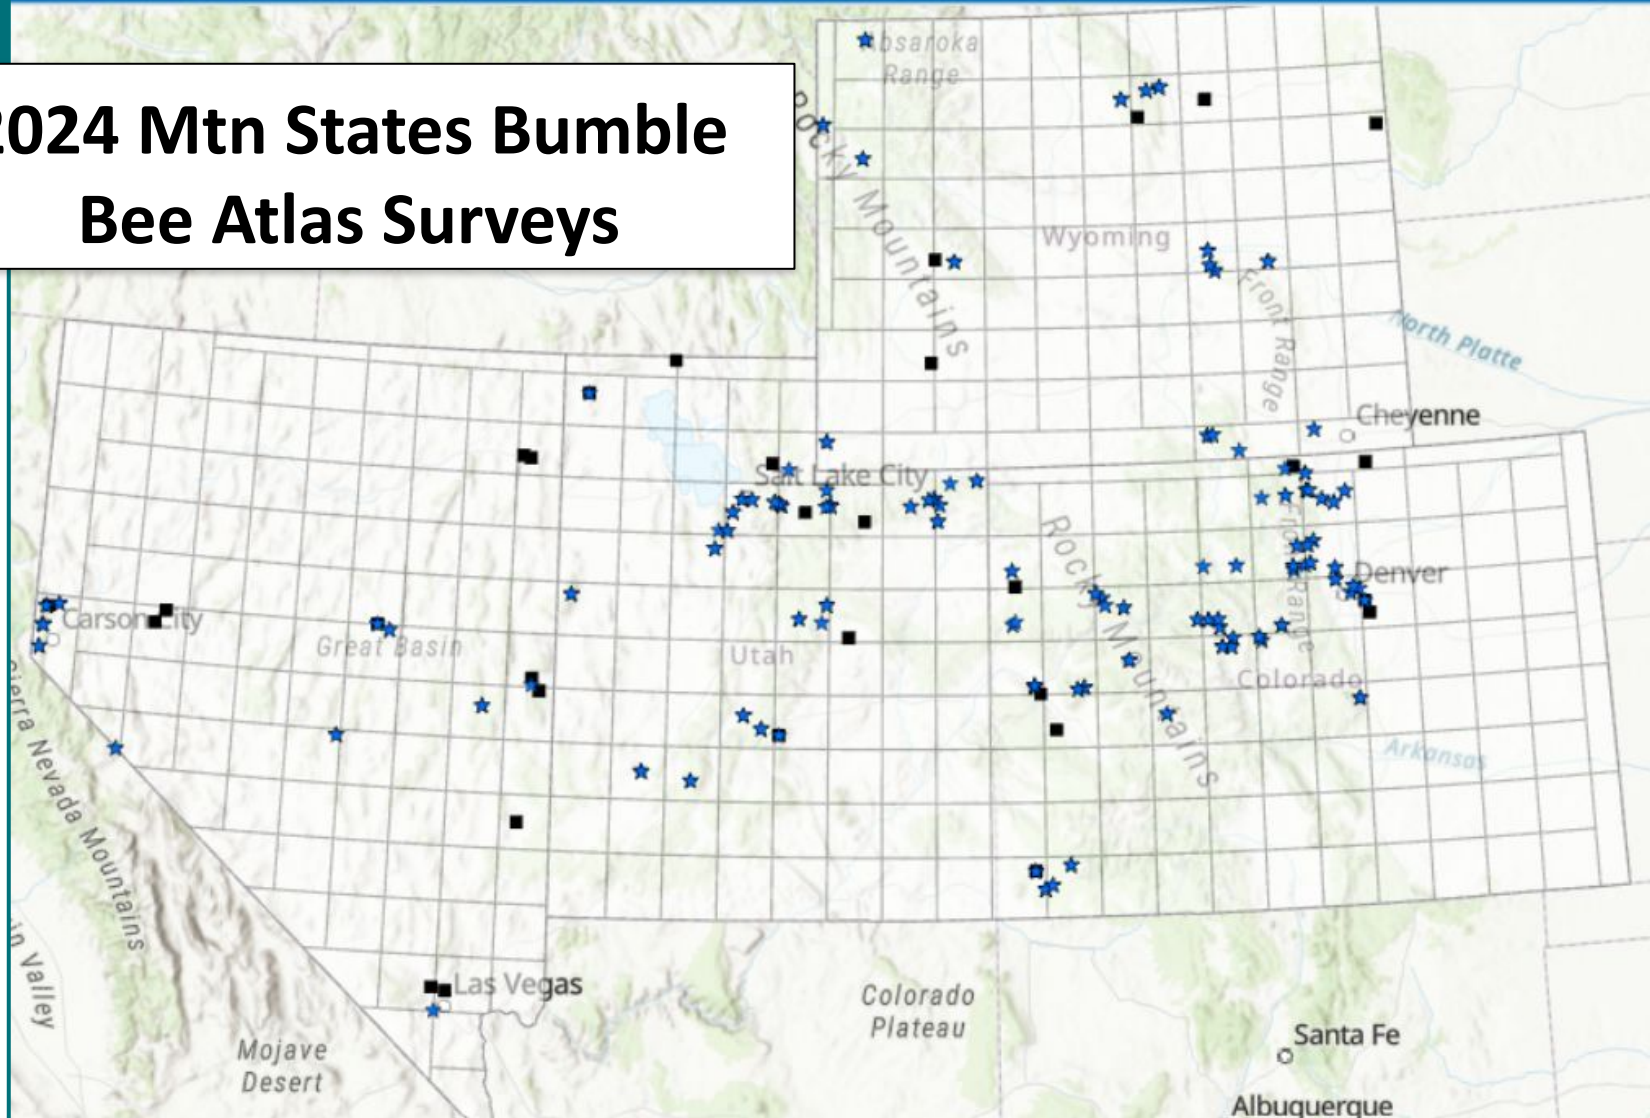 2024 Mtn States Bumble
Bee Atlas Surveys
Absaroka
Range
Rocky Mountains
Wyoming
Front Range
North Platte
Cheyenne
Salt Lake City
Rocky Mountains
Front Range
Denver
Carson City
Great Basin
Utah
Colorado
Arkansas
Sierra Nevada Mountains
in Valley
Las Vegas
Colorado
Plateau
Mojave
Desert
Santa Fe
Albuquerque